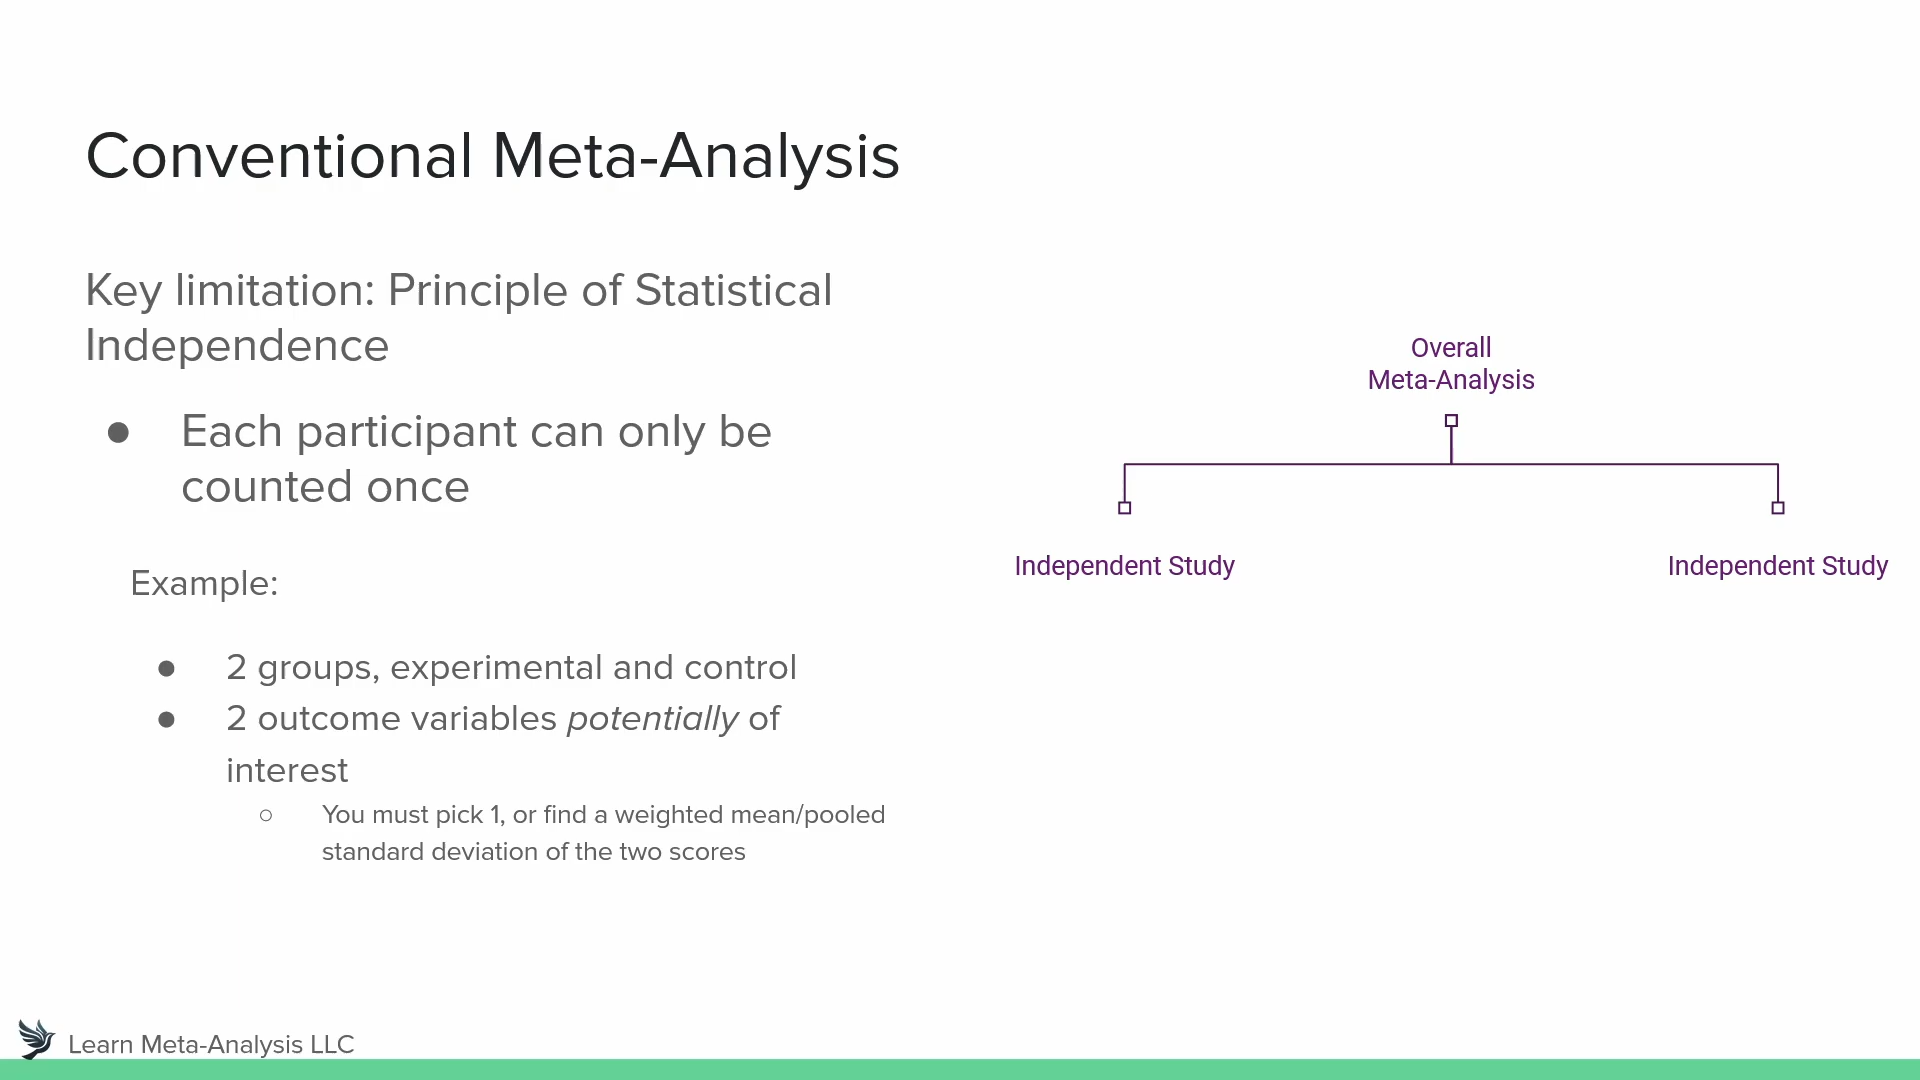 Conventional Meta-Analysis
Key limitation: Principle of Statistical
Independence
● Each participant can only be
counted once
Example:
● 2 groups, experimental and control
● 2 outcome variables potentially of
interest
○ You must pick 1, or find a weighted mean/pooled
standard deviation of the two scores
Overall
Meta-Analysis
Independent Study
Independent Study
Learn Meta-Analysis LLC